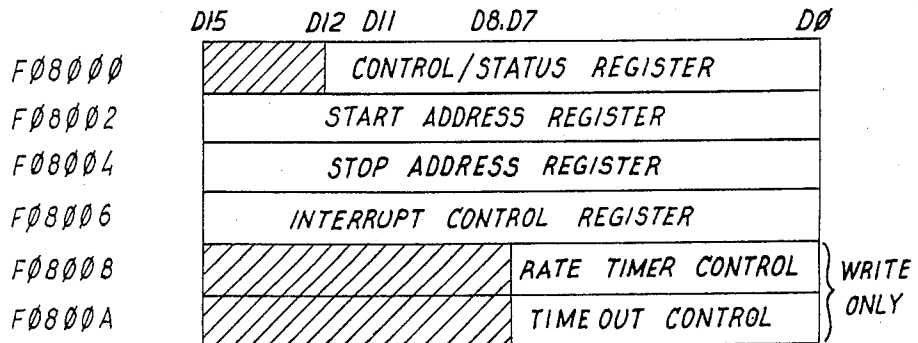 D15 D12 D11 D8.D7 DØ
FØ8ØØØ CONTROL/STATUS REGISTER
FØ8ØØ2 START ADDRESS REGISTER
FØ8ØØ4 STOP ADDRESS REGISTER
FØ8ØØ6 INTERRUPT CONTROL REGISTER
FØ8ØØ8 RATE TIMER CONTROL
FØ8ØØA TIME OUT CONTROL
WRITE
ONLY